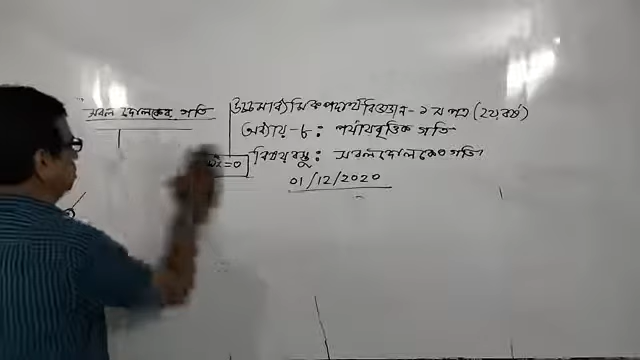 সরল দোলকের গতি
উচ্চমাধ্যমিক পদার্থবিজ্ঞান - ১ম পত্র (২য় বর্ষ)
অধ্যায় - ৮ : পর্যাবৃত্তিক গতি
বিষয়বস্তু : সরল দোলকের গতি।
=0
01/12/2020